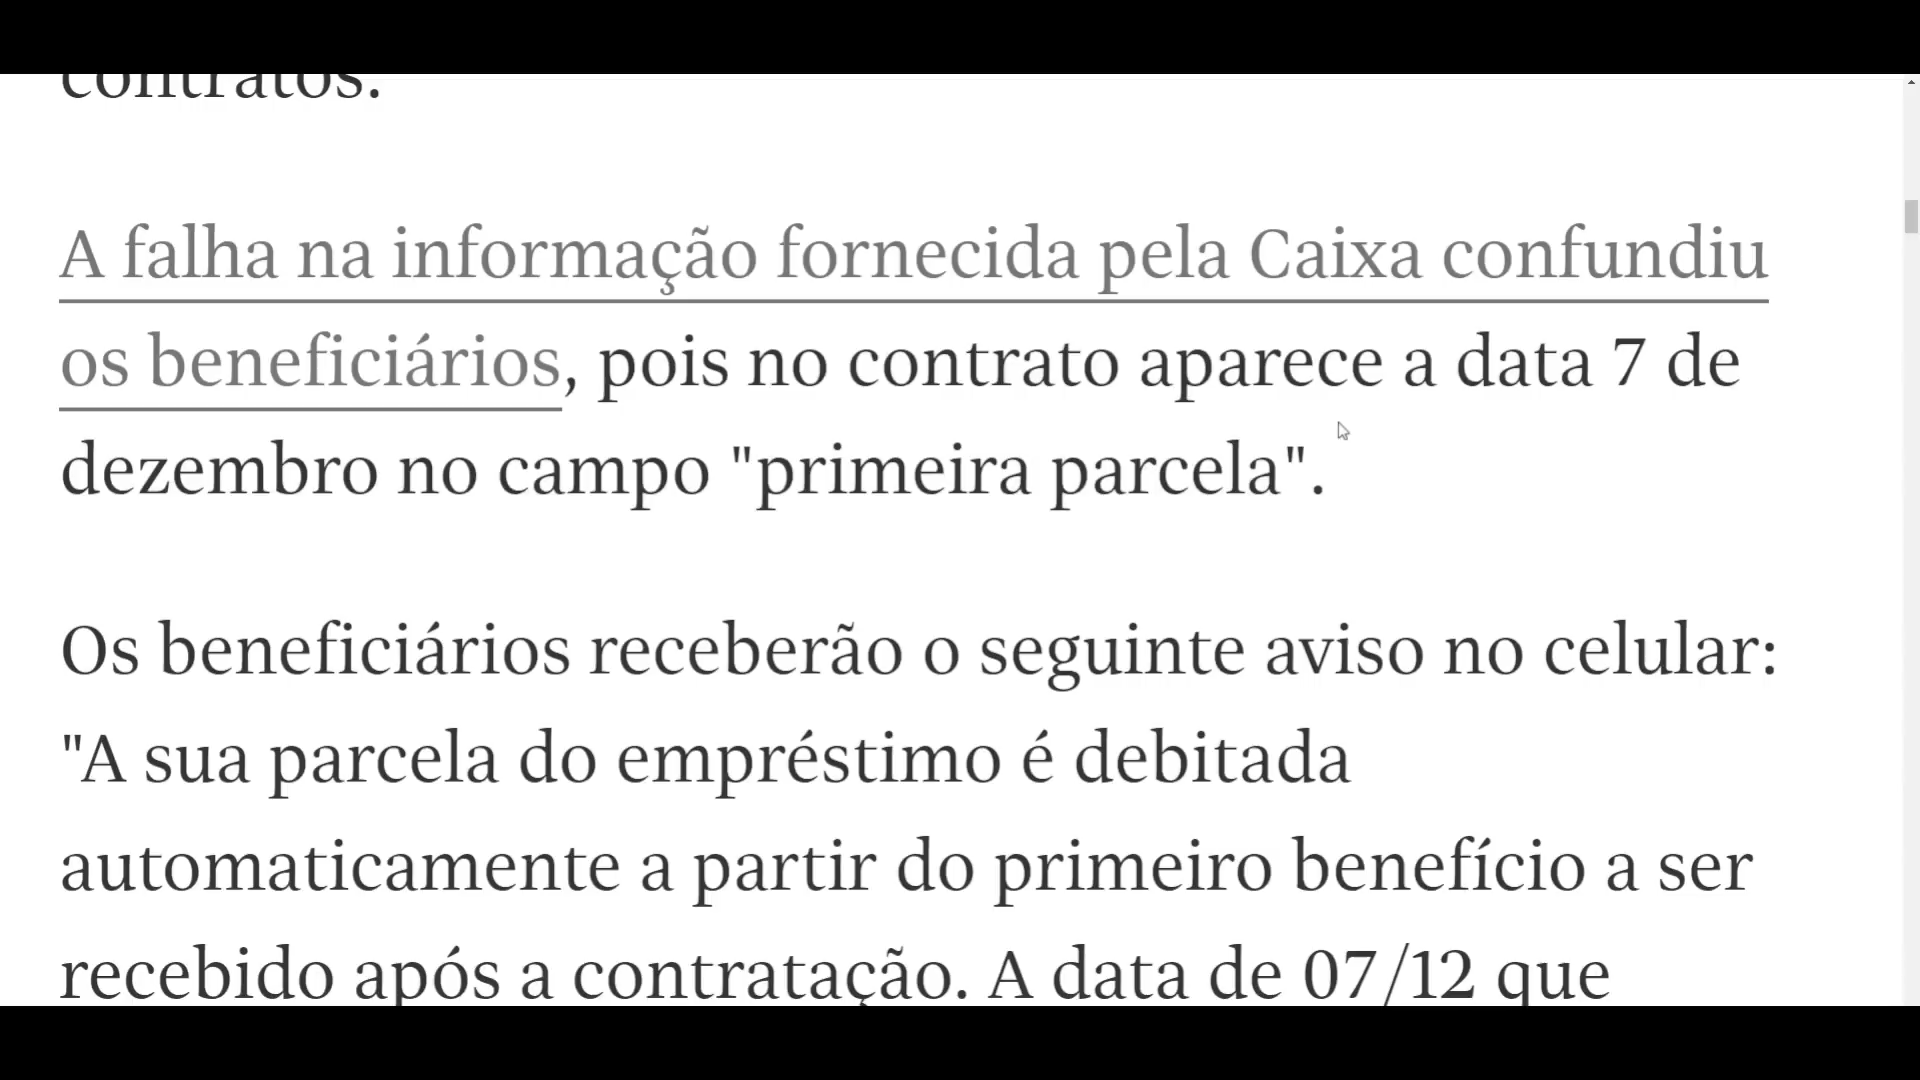 contratos.
A falha na informação fornecida pela Caixa confundiu
os beneficiários, pois no contrato aparece a data 7 de
dezembro no campo "primeira parcela".
Os beneficiários receberão o seguinte aviso no celular:
"A sua parcela do empréstimo é debitada
automaticamente a partir do primeiro benefício a ser
recebido após a contratação. A data de 07/12 que